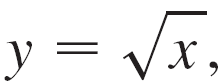 y = √x,